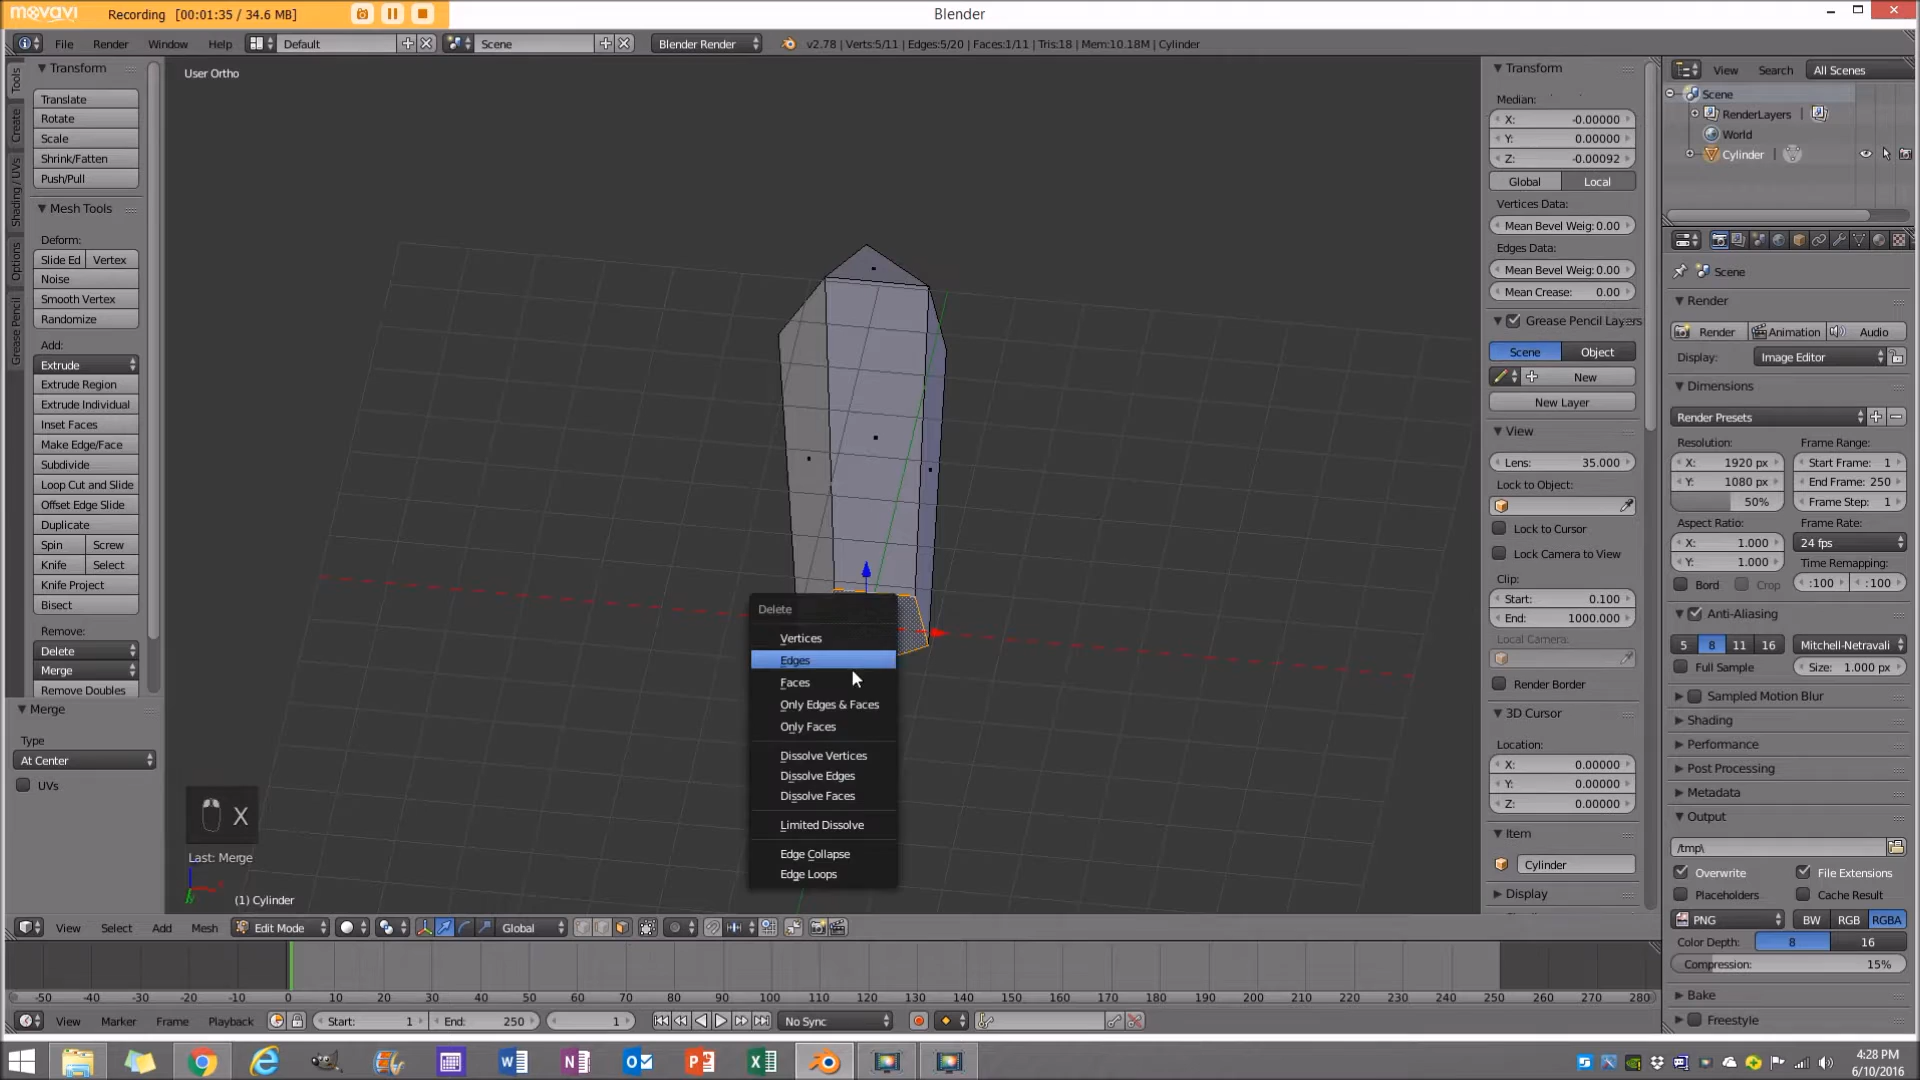 movavi Recording [00:01:35 / 34.6 MB] Blender
File Render Window Help Default Scene Blender Render v2.78 | Verts:5/11 | Edges:5/20 | Faces:1/11 | Tris:18 | Mem:10.18M | Cylinder
Tools
Create
Shading / UVs
Options
Grease Pencil
Transform
Translate
Rotate
Scale
Shrink/Fatten
Push/Pull
Mesh Tools
Deform:
Slide Ed Vertex
Noise
Smooth Vertex
Randomize
Add:
Extrude
Extrude Region
Extrude Individual
Inset Faces
Make Edge/Face
Subdivide
Loop Cut and Slide
Offset Edge Slide
Duplicate
Spin Screw
Knife Select
Knife Project
Bisect
Remove:
Delete
Merge
Remove Doubles
Merge
Type
At Center
UVs
User Ortho
Delete
Vertices
Edges
Faces
Only Edges & Faces
Only Faces
Dissolve Vertices
Dissolve Edges
Dissolve Faces
Limited Dissolve
Edge Collapse
Edge Loops
X
Last: Merge
(1) Cylinder
Transform
Median:
X: -0.00000
Y: 0.00000
Z: -0.00092
Global Local
Vertices Data:
Mean Bevel Weig: 0.00
Edges Data:
Mean Bevel Weig: 0.00
Mean Crease: 0.00
Grease Pencil Layers
Scene Object
New
New Layer
View
Lens: 35.000
Lock to Object:
Lock to Cursor
Lock Camera to View
Clip:
Start: 0.100
End: 1000.000
Local Camera:
Render Border
3D Cursor
Location:
X: 0.00000
Y: 0.00000
Z: 0.00000
Item
Cylinder
Display
View Search All Scenes
Scene
RenderLayers
World
Cylinder
Scene
Render
Render Animation Audio
Display: Image Editor
Dimensions
Render Presets
Resolution: Frame Range:
X: 1920 px Start Frame: 1
Y: 1080 px End Frame: 250
50% Frame Step: 1
Aspect Ratio: Frame Rate:
X: 1.000 24 fps
Y: 1.000 Time Remapping:
Bord Crop :100 :100
Anti-Aliasing
5 8 11 16 Mitchell-Netravali
Full Sample Size: 1.000 px
Sampled Motion Blur
Shading
Performance
Post Processing
Metadata
Output
/tmp\
Overwrite File Extensions
Placeholders Cache Result
PNG BW RGB RGBA
Color Depth: 8 16
Compression: 15%
Bake
Freestyle
View Select Add Mesh Edit Mode Global
-50 -40 -30 -20 -10 0 10 20 30 40 50 60 70 80 90 100 110 120 130 140 150 160 170 180 190 200 210 220 230 240 250 260 270 280
View Marker Frame Playback Start: 1 End: 250 1 No Sync
4:28 PM
6/10/2016